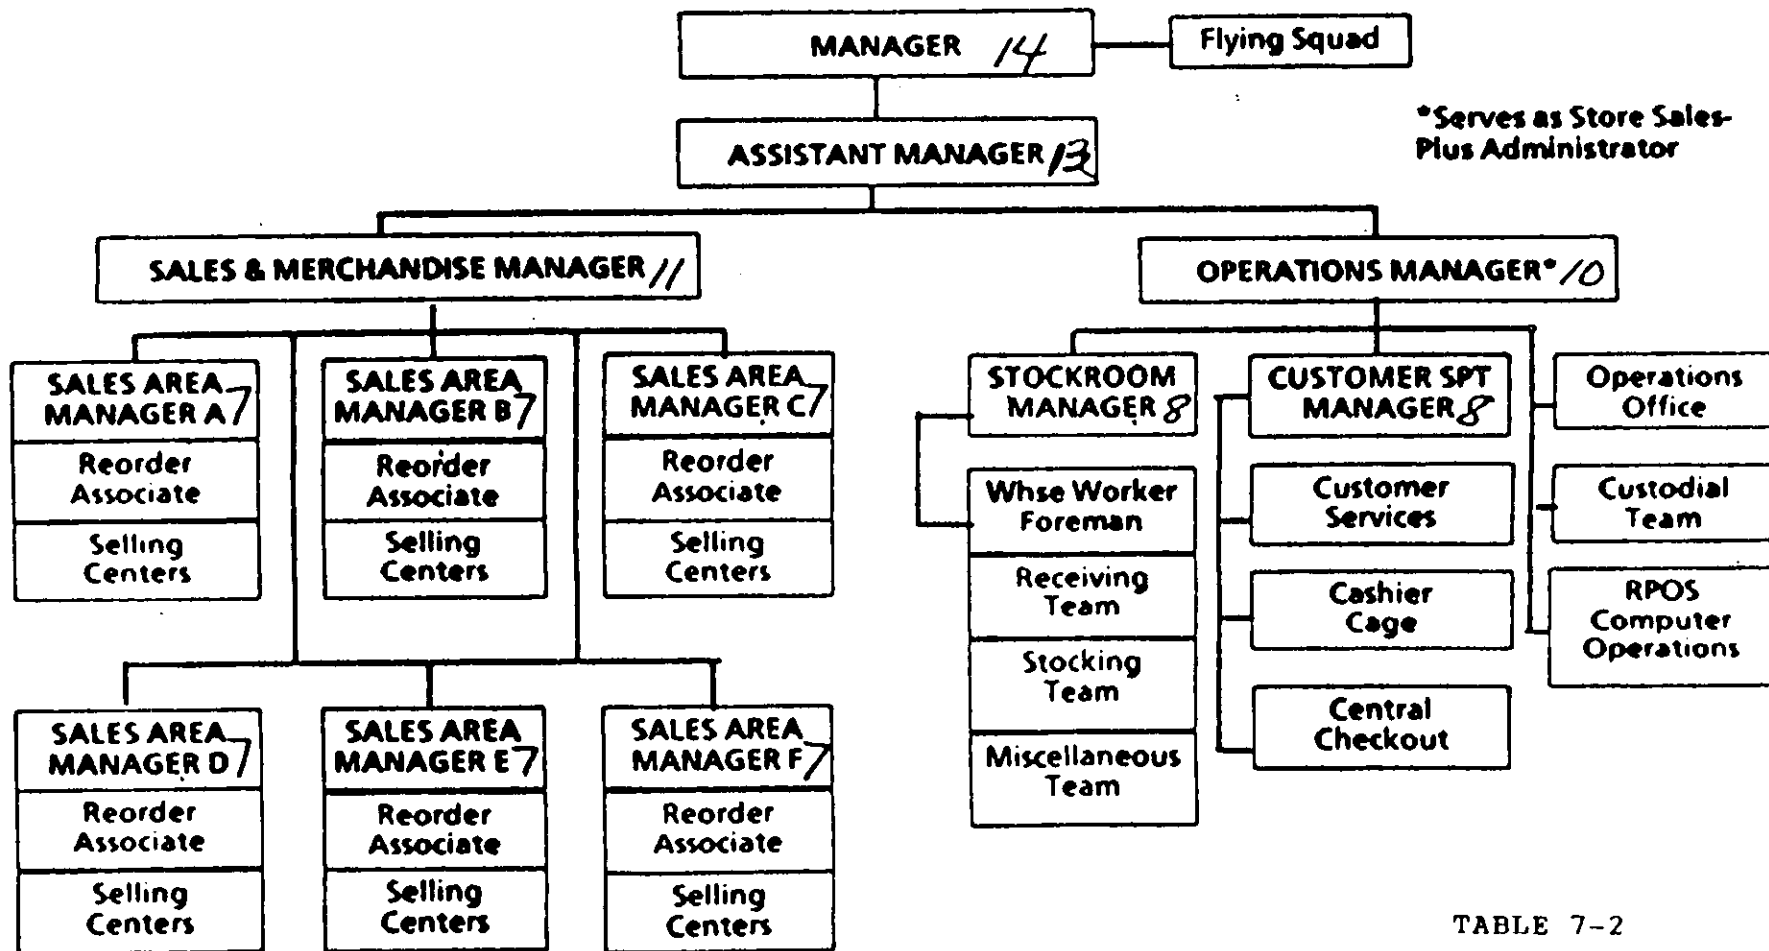 MANAGER 14
Flying Squad
*Serves as Store Sales-
Plus Administrator
ASSISTANT MANAGER 13
SALES & MERCHANDISE MANAGER 11
OPERATIONS MANAGER* 10
SALES AREA
MANAGER A 7
Reorder
Associate
Selling
Centers
SALES AREA
MANAGER B 7
Reorder
Associate
Selling
Centers
SALES AREA
MANAGER C 7
Reorder
Associate
Selling
Centers
SALES AREA
MANAGER D 7
Reorder
Associate
Selling
Centers
SALES AREA
MANAGER E 7
Reorder
Associate
Selling
Centers
SALES AREA
MANAGER F 7
Reorder
Associate
Selling
Centers
STOCKROOM
MANAGER 8
Whse Worker
Foreman
Receiving
Team
Stocking
Team
Miscellaneous
Team
CUSTOMER SPT
MANAGER 8
Customer
Services
Cashier
Cage
Central
Checkout
Operations
Office
Custodial
Team
RPOS
Computer
Operations
TABLE 7-2